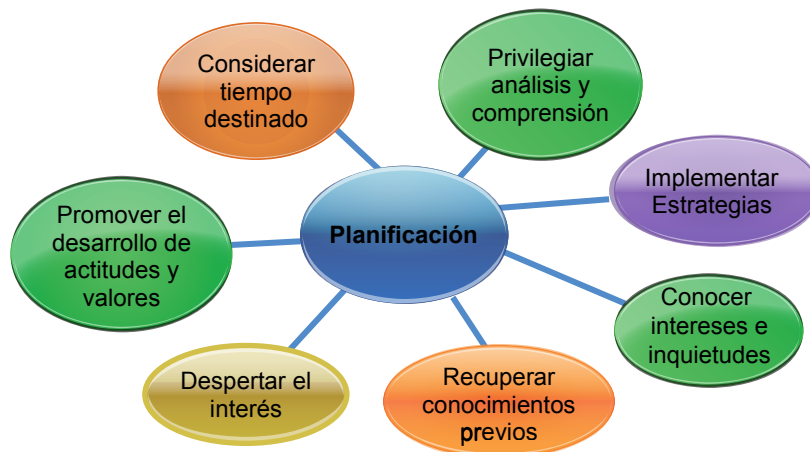 Considerar
tiempo
destinado
Privilegiar
análisis y
comprensión
Implementar
Estrategias
Planificación
Promover el
desarrollo de
actitudes y
valores
Conocer
intereses e
inquietudes
Despertar el
interés
Recuperar
conocimientos
previos